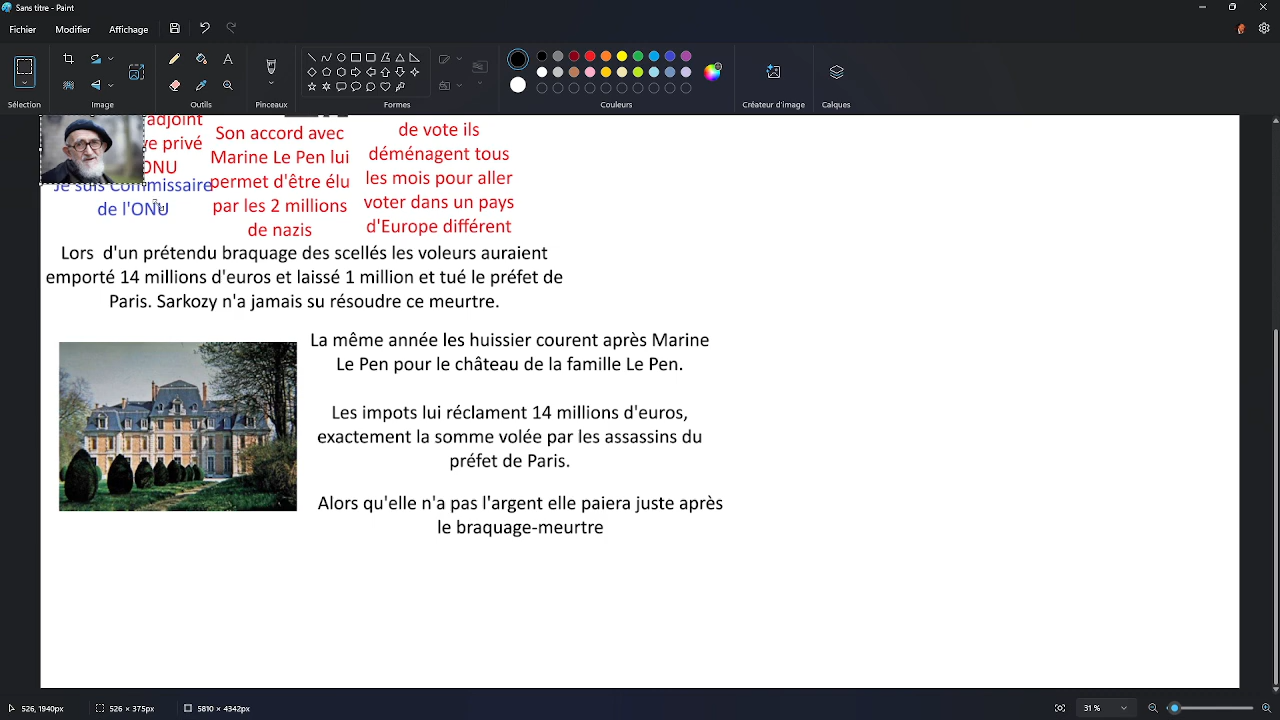 Sans titre - Paint
Sélection
Image
Outils
Pinceaux
Formes
Couleurs
Créateur d'image
Calques
adjoint
privé
ONU
Je suis Commissaire
de l'ONU
Son accord avec
Marine Le Pen lui
permet d'être élu
par les 2 millions
de nazis
de vote ils
déménagent tous
les mois pour aller
voter dans un pays
d'Europe différent
Lors d'un prétendu braquage des scellés les voleurs auraient
emporté 14 millions d'euros et laissé 1 million et tué le préfet de
Paris. Sarkozy n'a jamais su résoudre ce meurtre.
La même année les huissier courent après Marine
Le Pen pour le château de la famille Le Pen.
Les impots lui réclament 14 millions d'euros,
exactement la somme volée par les assassins du
préfet de Paris.
Alors qu'elle n'a pas l'argent elle paiera juste après
le braquage-meurtre
526, 1940px
526 × 375px
5810 × 4342px
31 %